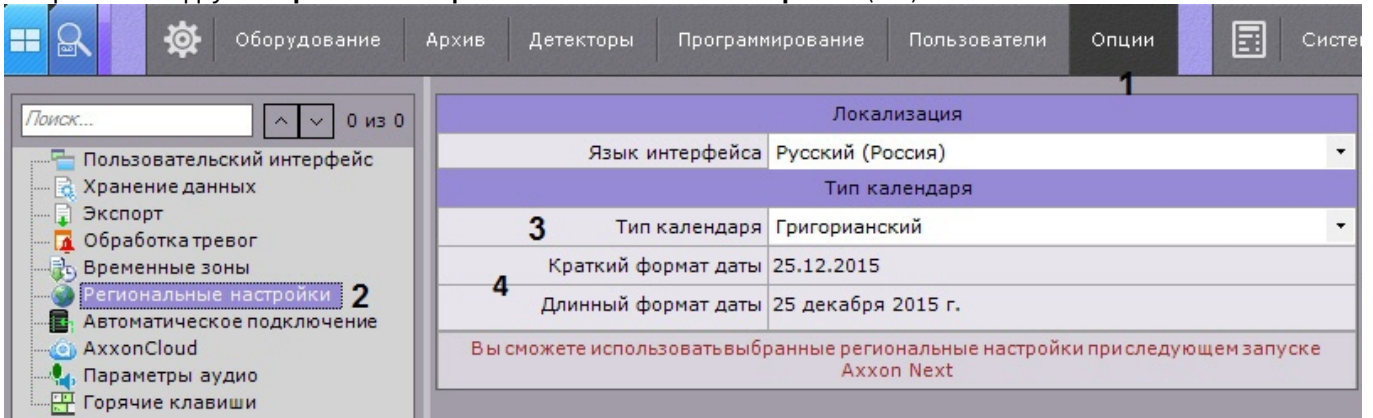 Оборудование Архив Детекторы Программирование Пользователи Опции Систе
1
Поиск... 0 из 0
Пользовательский интерфейс
Хранение данных
Экспорт
Обработка тревог
Временные зоны
Региональные настройки 2
Автоматическое подключение
AxxonCloud
Параметры аудио
Горячие клавиши
Локализация
Язык интерфейса Русский (Россия)
Тип календаря
3 Тип календаря Григорианский
4
Краткий формат даты 25.12.2015
Длинный формат даты 25 декабря 2015 г.
Вы сможете использовать выбранные региональные настройки при следующем запуске
Axxon Next